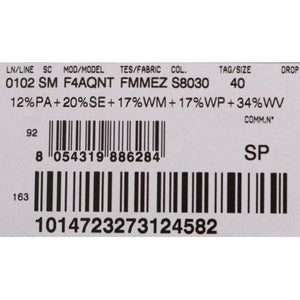 LN/LINE SC MOD/MODEL TES/FABRIC COL. TAG/SIZE DROP
0102 SM F4AQNT FMMEZ S8030 40
12%PA+20%SE+17%WM+17%WP+34%WV
COMM.N°
92
8 054319 886284
SP
163
1014723273124582